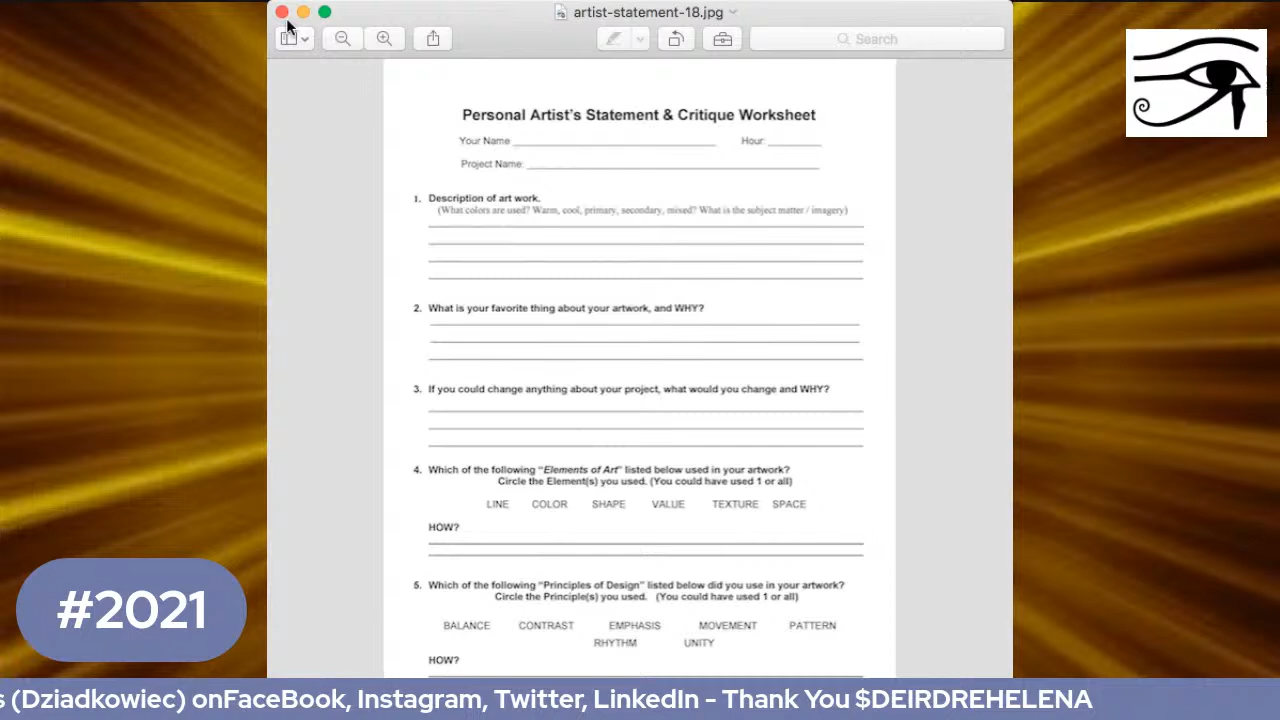 artist-statement-18.jpg
Search
Personal Artist's Statement & Critique Worksheet
Your Name Hour:
Project Name:
1. Description of art work.
(What colors are used? Warm, cool, primary, secondary, mixed? What is the subject matter / imagery)
2. What is your favorite thing about your artwork, and WHY?
3. If you could change anything about your project, what would you change and WHY?
4. Which of the following “Elements of Art” listed below used in your artwork?
Circle the Element(s) you used. (You could have used 1 or all)
LINE COLOR SHAPE VALUE TEXTURE SPACE
HOW?
5. Which of the following “Principles of Design” listed below did you use in your artwork?
Circle the Principle(s) you used. (You could have used 1 or all)
BALANCE CONTRAST EMPHASIS MOVEMENT PATTERN
RHYTHM UNITY
HOW?
#2021
s (Dziadkowiec) onFaceBook, Instagram, Twitter, LinkedIn - Thank You $DEIRDREHELENA